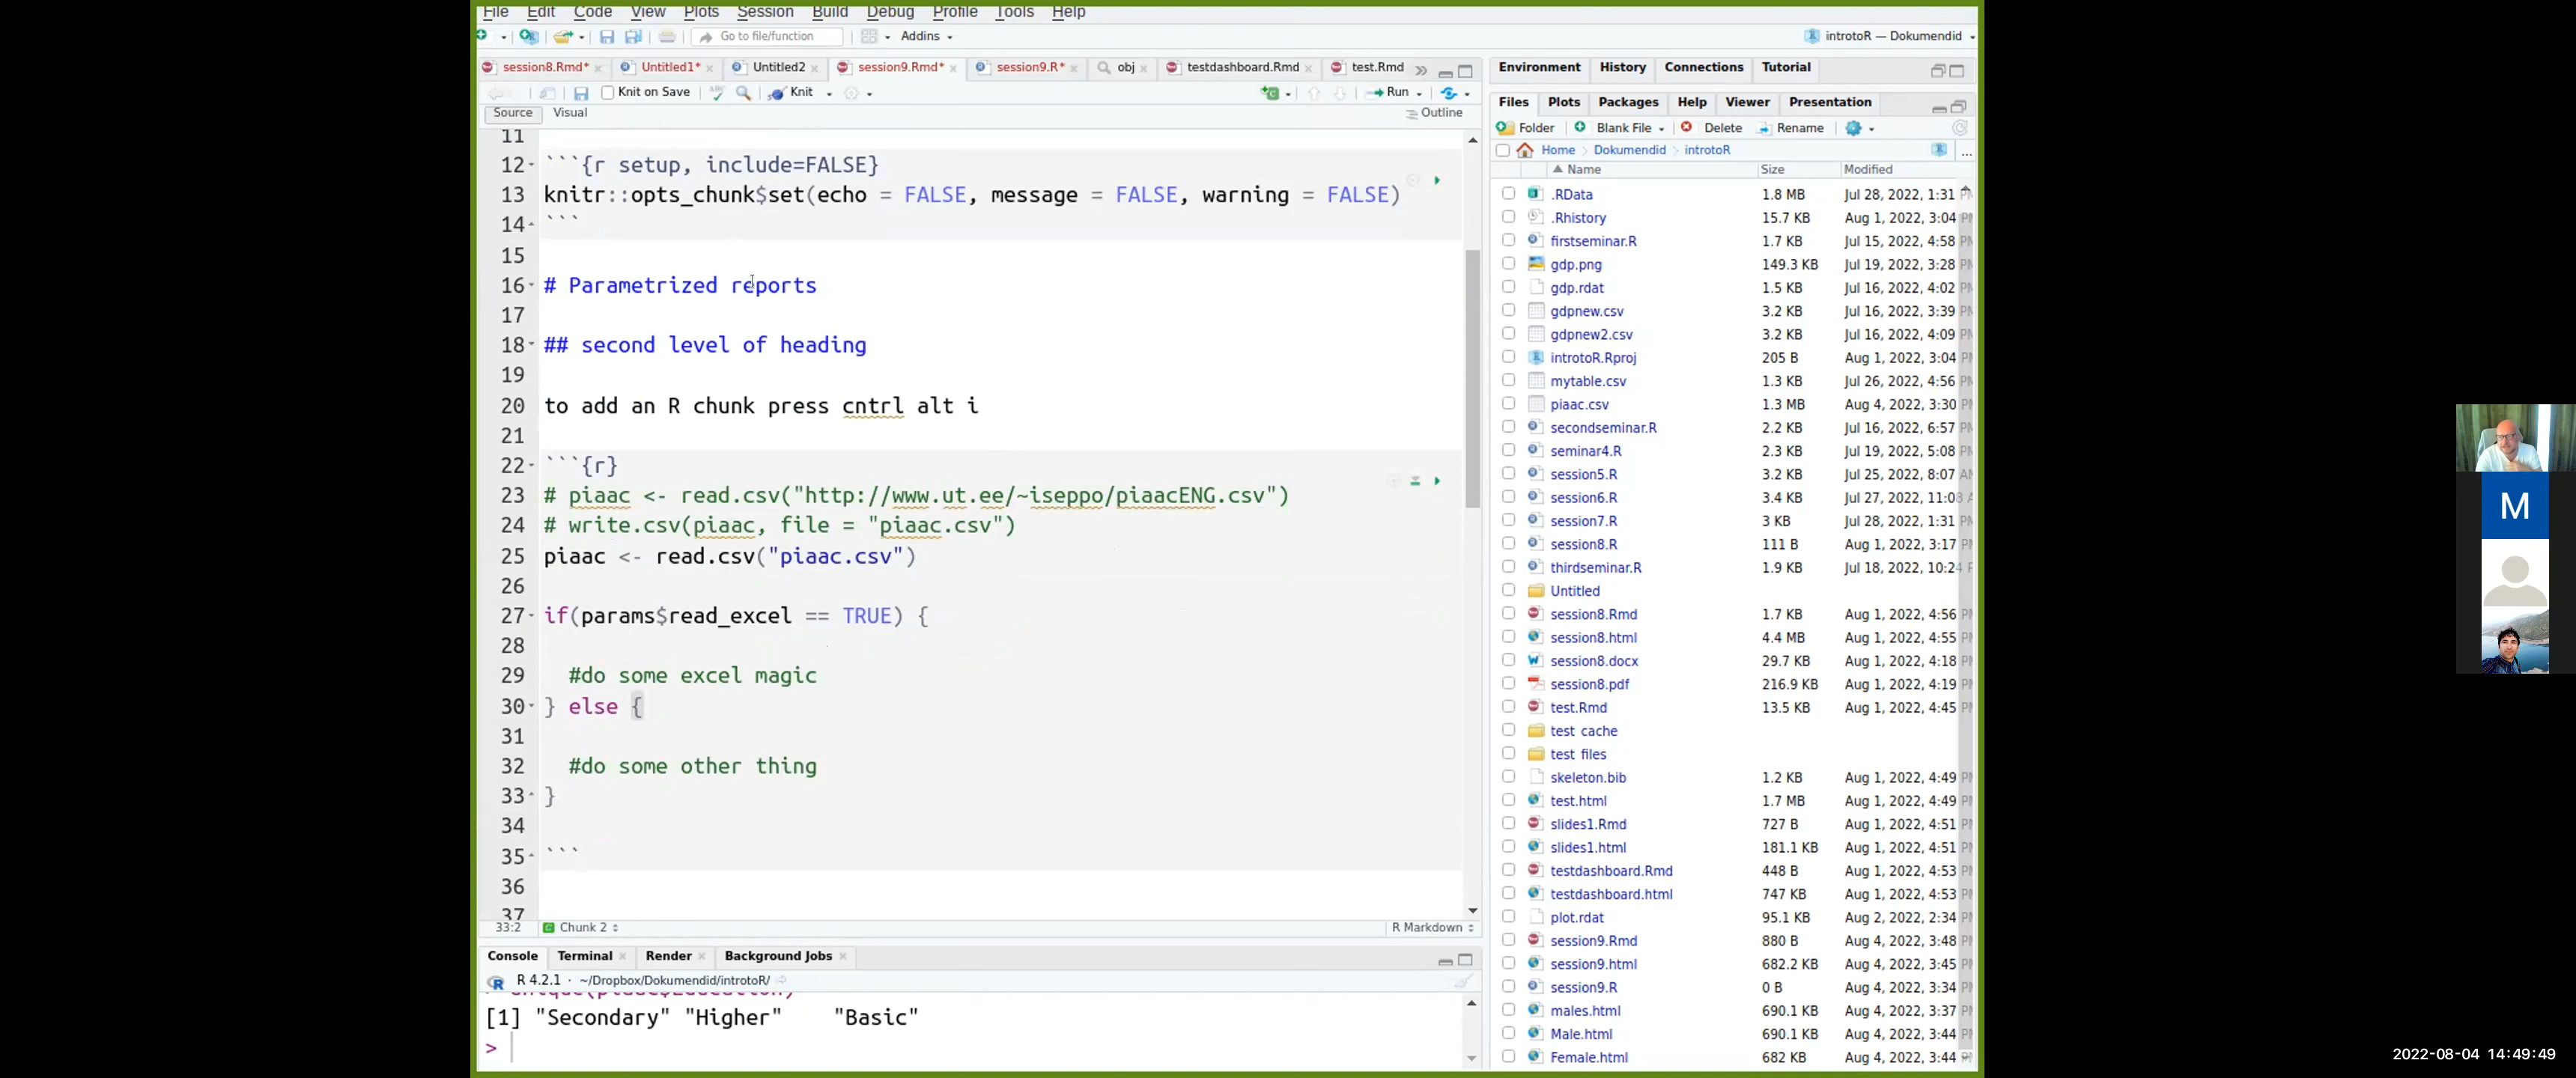 File Edit Code View Plots Session Build Debug Profile Tools Help
Go to file/function Addins introtoR — Dokumendid
session8.Rmd* Untitled1* Untitled2 session9.Rmd* session9.R* obj testdashboard.Rmd test.Rmd
Knit on Save Knit Run
Source Visual Outline
11
12 ```{r setup, include=FALSE}
13 knitr::opts_chunk$set(echo = FALSE, message = FALSE, warning = FALSE)
14 ```
15
16 # Parametrized reports
17
18 ## second level of heading
19
20 to add an R chunk press cntrl alt i
21
22 ```{r}
23 # piaac <- read.csv("http://www.ut.ee/~iseppo/piaacENG.csv")
24 # write.csv(piaac, file = "piaac.csv")
25 piaac <- read.csv("piaac.csv")
26
27 if(params$read_excel == TRUE) {
28
29 #do some excel magic
30 } else {
31
32 #do some other thing
33 }
34
35 ```
36
37
33:2 Chunk 2 R Markdown
Console Terminal Render Background Jobs
R 4.2.1 · ~/Dropbox/Dokumendid/introtoR/
[1] "Secondary" "Higher" "Basic"
>
Environment History Connections Tutorial
Files Plots Packages Help Viewer Presentation
Folder Blank File Delete Rename
Home Dokumendid introtoR ...
Name Size Modified
.RData 1.8 MB Jul 28, 2022, 1:31
.Rhistory 15.7 KB Aug 1, 2022, 3:04
firstseminar.R 1.7 KB Jul 15, 2022, 4:58
gdp.png 149.3 KB Jul 19, 2022, 3:28
gdp.rdat 1.5 KB Jul 16, 2022, 4:02
gdpnew.csv 3.2 KB Jul 16, 2022, 3:39
gdpnew2.csv 3.2 KB Jul 16, 2022, 4:09
introtoR.Rproj 205 B Aug 1, 2022, 3:04
mytable.csv 1.3 KB Jul 26, 2022, 4:56
piaac.csv 1.3 MB Aug 4, 2022, 3:30
secondseminar.R 2.2 KB Jul 16, 2022, 6:57
seminar4.R 2.3 KB Jul 19, 2022, 5:08
session5.R 3.2 KB Jul 25, 2022, 8:07
session6.R 3.4 KB Jul 27, 2022, 11:08
session7.R 3 KB Jul 28, 2022, 1:31
session8.R 111 B Aug 1, 2022, 3:17
thirdseminar.R 1.9 KB Jul 18, 2022, 10:24
Untitled
session8.Rmd 1.7 KB Aug 1, 2022, 4:56
session8.html 4.4 MB Aug 1, 2022, 4:55
session8.docx 29.7 KB Aug 1, 2022, 4:18
session8.pdf 216.9 KB Aug 1, 2022, 4:19
test.Rmd 13.5 KB Aug 1, 2022, 4:45
test cache
test files
skeleton.bib 1.2 KB Aug 1, 2022, 4:49
test.html 1.7 MB Aug 1, 2022, 4:49
slides1.Rmd 727 B Aug 1, 2022, 4:51
slides1.html 181.1 KB Aug 1, 2022, 4:51
testdashboard.Rmd 448 B Aug 1, 2022, 4:53
testdashboard.html 747 KB Aug 1, 2022, 4:53
plot.rdat 95.1 KB Aug 2, 2022, 2:34
session9.Rmd 880 B Aug 4, 2022, 3:48
session9.html 682.2 KB Aug 4, 2022, 3:45
session9.R 0 B Aug 4, 2022, 3:34
males.html 690.1 KB Aug 4, 2022, 3:37
Male.html 690.1 KB Aug 4, 2022, 3:44
Female.html 682 KB Aug 4, 2022, 3:44
M
2022-08-04 14:49:49